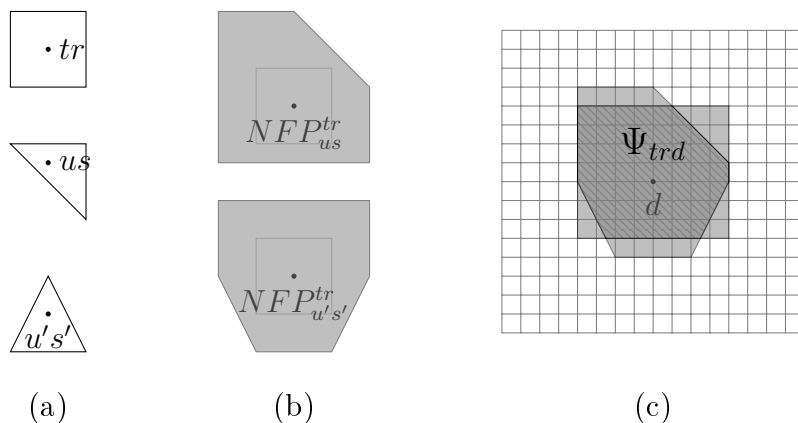 tr
us
u's'
(a)
NFP^{tr}_{us}
NFP^{tr}_{u's'}
(b)
Ψ_{trd}
d
(c)